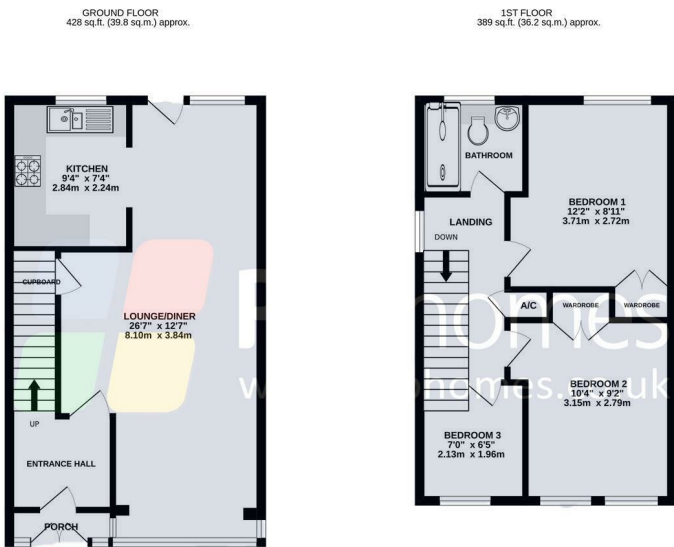 GROUND FLOOR
428 sq.ft. (39.8 sq.m.) approx.
1ST FLOOR
389 sq.ft. (36.2 sq.m.) approx.
KITCHEN
9'4" x 7'4"
2.84m x 2.24m
CUPBOARD
LOUNGE/DINER
26'7" x 12'7"
8.10m x 3.84m
UP
ENTRANCE HALL
PORCH
BATHROOM
BEDROOM 1
12'2" x 8'11"
3.71m x 2.72m
LANDING
DOWN
A/C
WARDROBE
WARDROBE
BEDROOM 2
10'4" x 9'2"
3.15m x 2.79m
BEDROOM 3
7'0" x 6'5"
2.13m x 1.96m